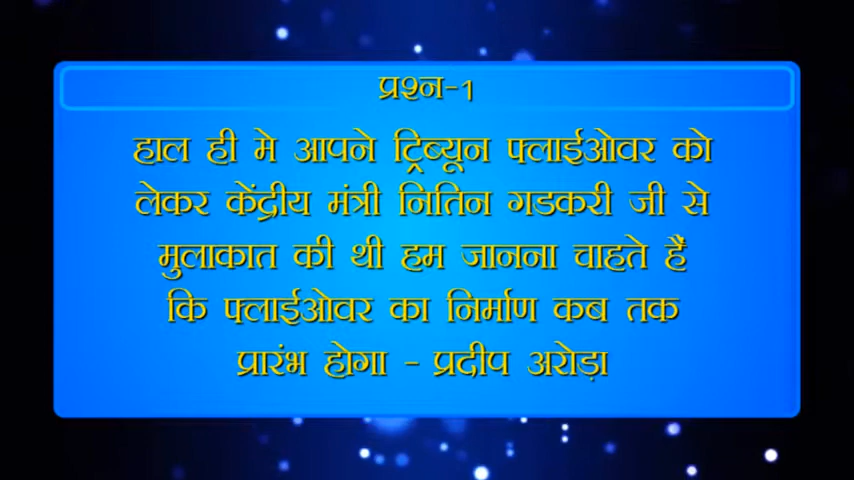 प्रश्न-1
हाल ही मे आपने ट्रिब्यून फ्लाईओवर को
लेकर केंद्रीय मंत्री नितिन गडकरी जी से
मुलाकात की थी हम जानना चाहते हैं
कि फ्लाईओवर का निर्माण कब तक
प्रारंभ होगा - प्रदीप अरोड़ा